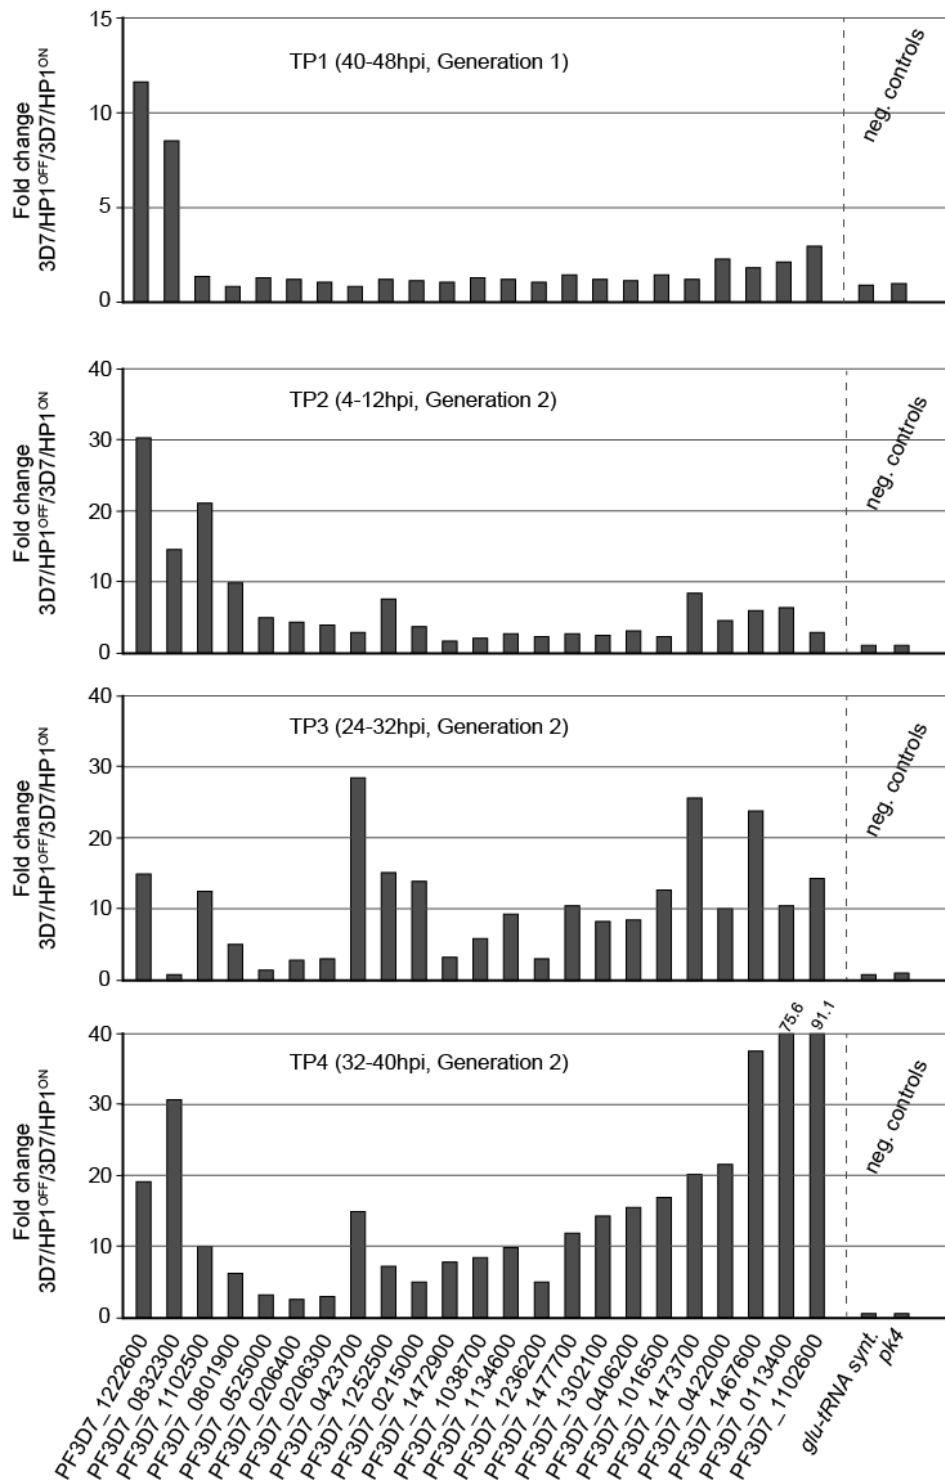 15
10
5
0
Fold change
3D7/HP1OFF/3D7/HP1ON
TP1 (40-48hpi, Generation 1)
neg. controls
40
30
20
10
0
Fold change
3D7/HP1OFF/3D7/HP1ON
TP2 (4-12hpi, Generation 2)
neg. controls
40
30
20
10
0
Fold change
3D7/HP1OFF/3D7/HP1ON
TP3 (24-32hpi, Generation 2)
neg. controls
40
30
20
10
0
Fold change
3D7/HP1OFF/3D7/HP1ON
TP4 (32-40hpi, Generation 2)
75.6
91.1
neg. controls
PF3D7_1222600
PF3D7_0832300
PF3D7_1102500
PF3D7_0801900
PF3D7_0525000
PF3D7_0206400
PF3D7_0206300
PF3D7_0423700
PF3D7_1252500
PF3D7_0215000
PF3D7_1472900
PF3D7_1038700
PF3D7_1134600
PF3D7_1236200
PF3D7_1477700
PF3D7_1302100
PF3D7_0406200
PF3D7_1016500
PF3D7_1473700
PF3D7_0422000
PF3D7_1467600
PF3D7_0113400
PF3D7_1102600
glu-tRNA synt.
pk4